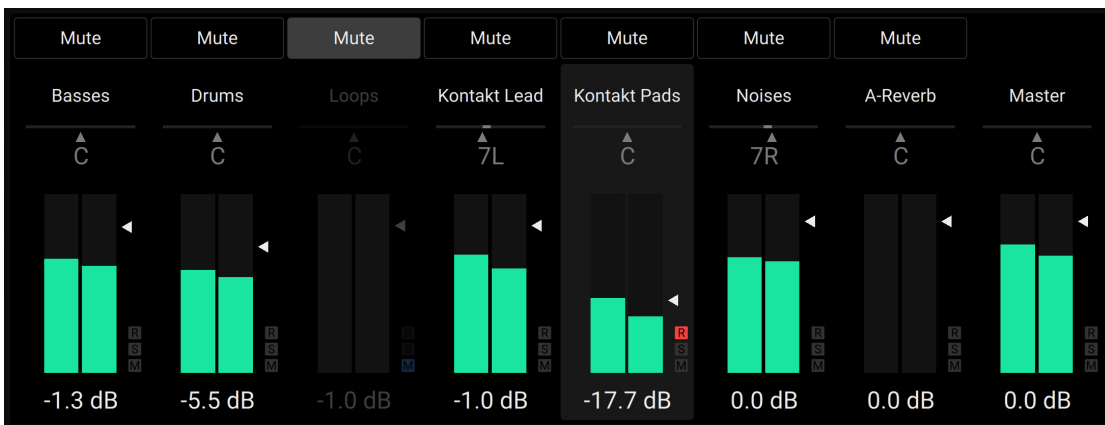 Mute Mute Mute Mute Mute Mute Mute
Basses Drums Loops Kontakt Lead Kontakt Pads Noises A-Reverb Master
C C C 7L C 7R C C
R R R R R R R R
S S S S S S S S
M M M M M M M M
-1.3 dB -5.5 dB -1.0 dB -1.0 dB -17.7 dB 0.0 dB 0.0 dB 0.0 dB